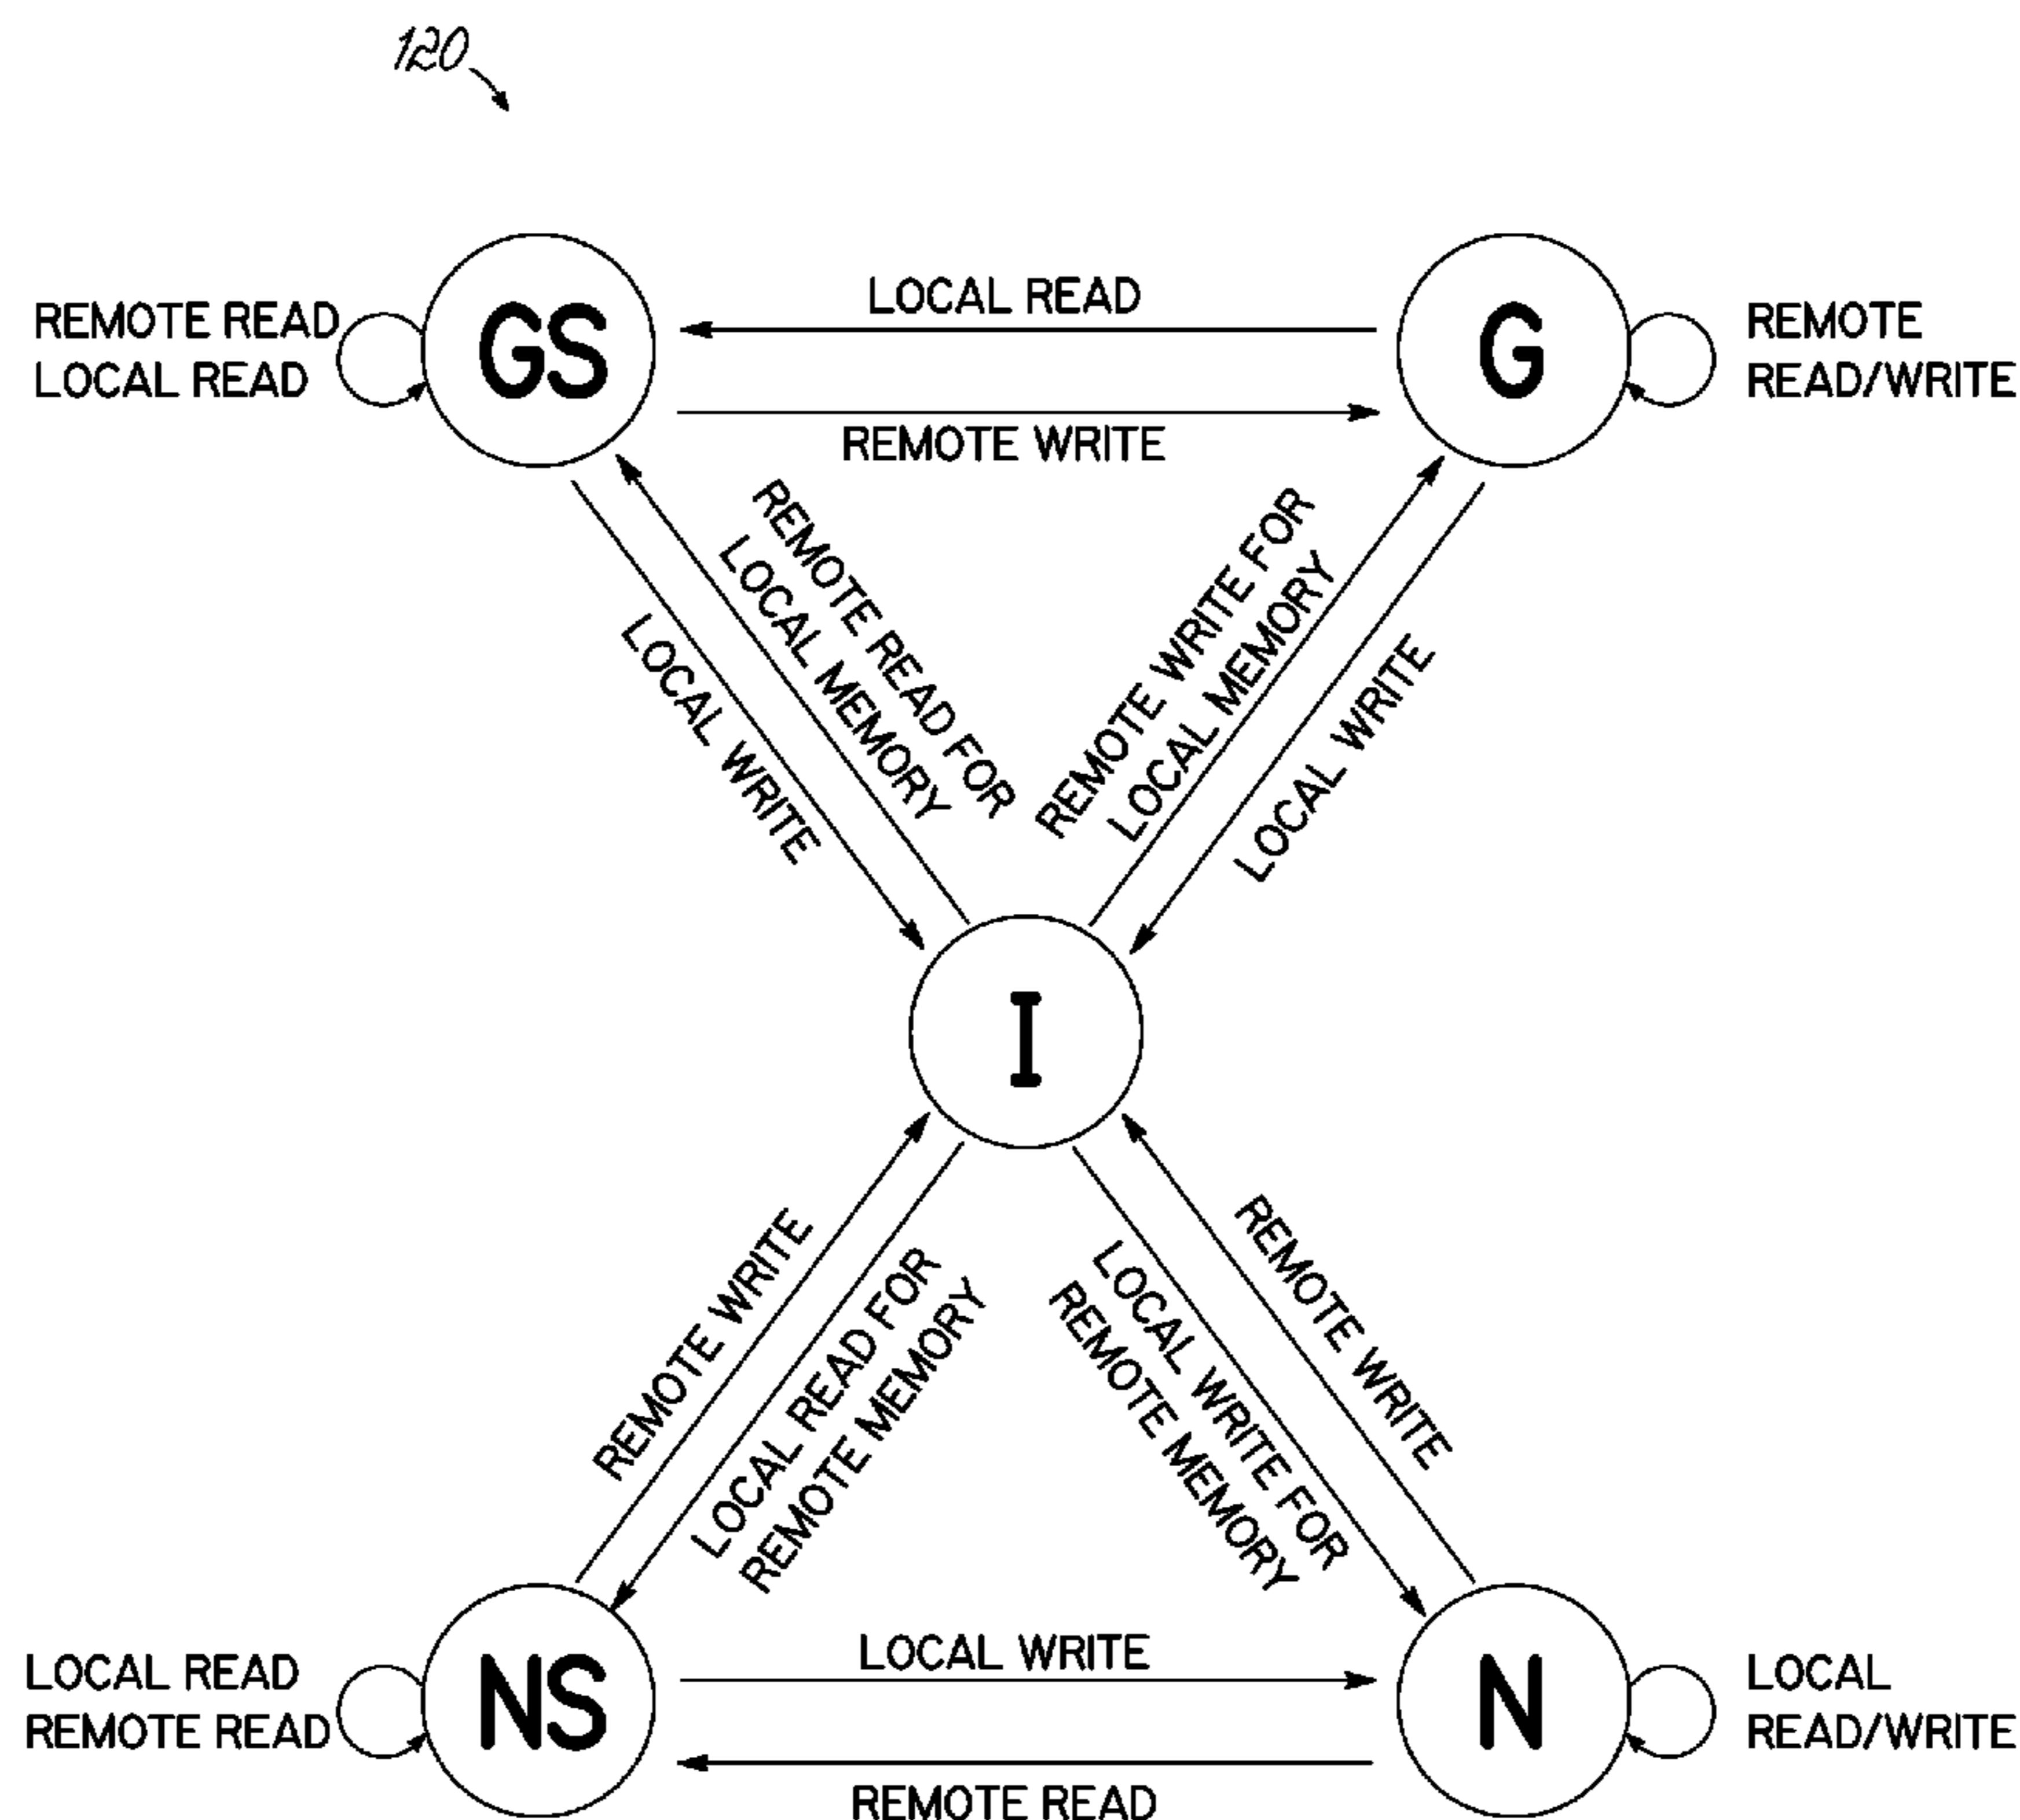 120
GS
G
LOCAL READ
REMOTE READ
LOCAL READ
REMOTE
READ/WRITE
REMOTE WRITE
REMOTE READ FOR
LOCAL MEMORY
LOCAL WRITE
REMOTE WRITE FOR
LOCAL MEMORY
LOCAL WRITE
I
REMOTE WRITE
LOCAL READ FOR
REMOTE MEMORY
LOCAL WRITE FOR
REMOTE MEMORY
REMOTE WRITE
LOCAL READ
REMOTE READ
NS
LOCAL WRITE
N
LOCAL
READ/WRITE
REMOTE READ